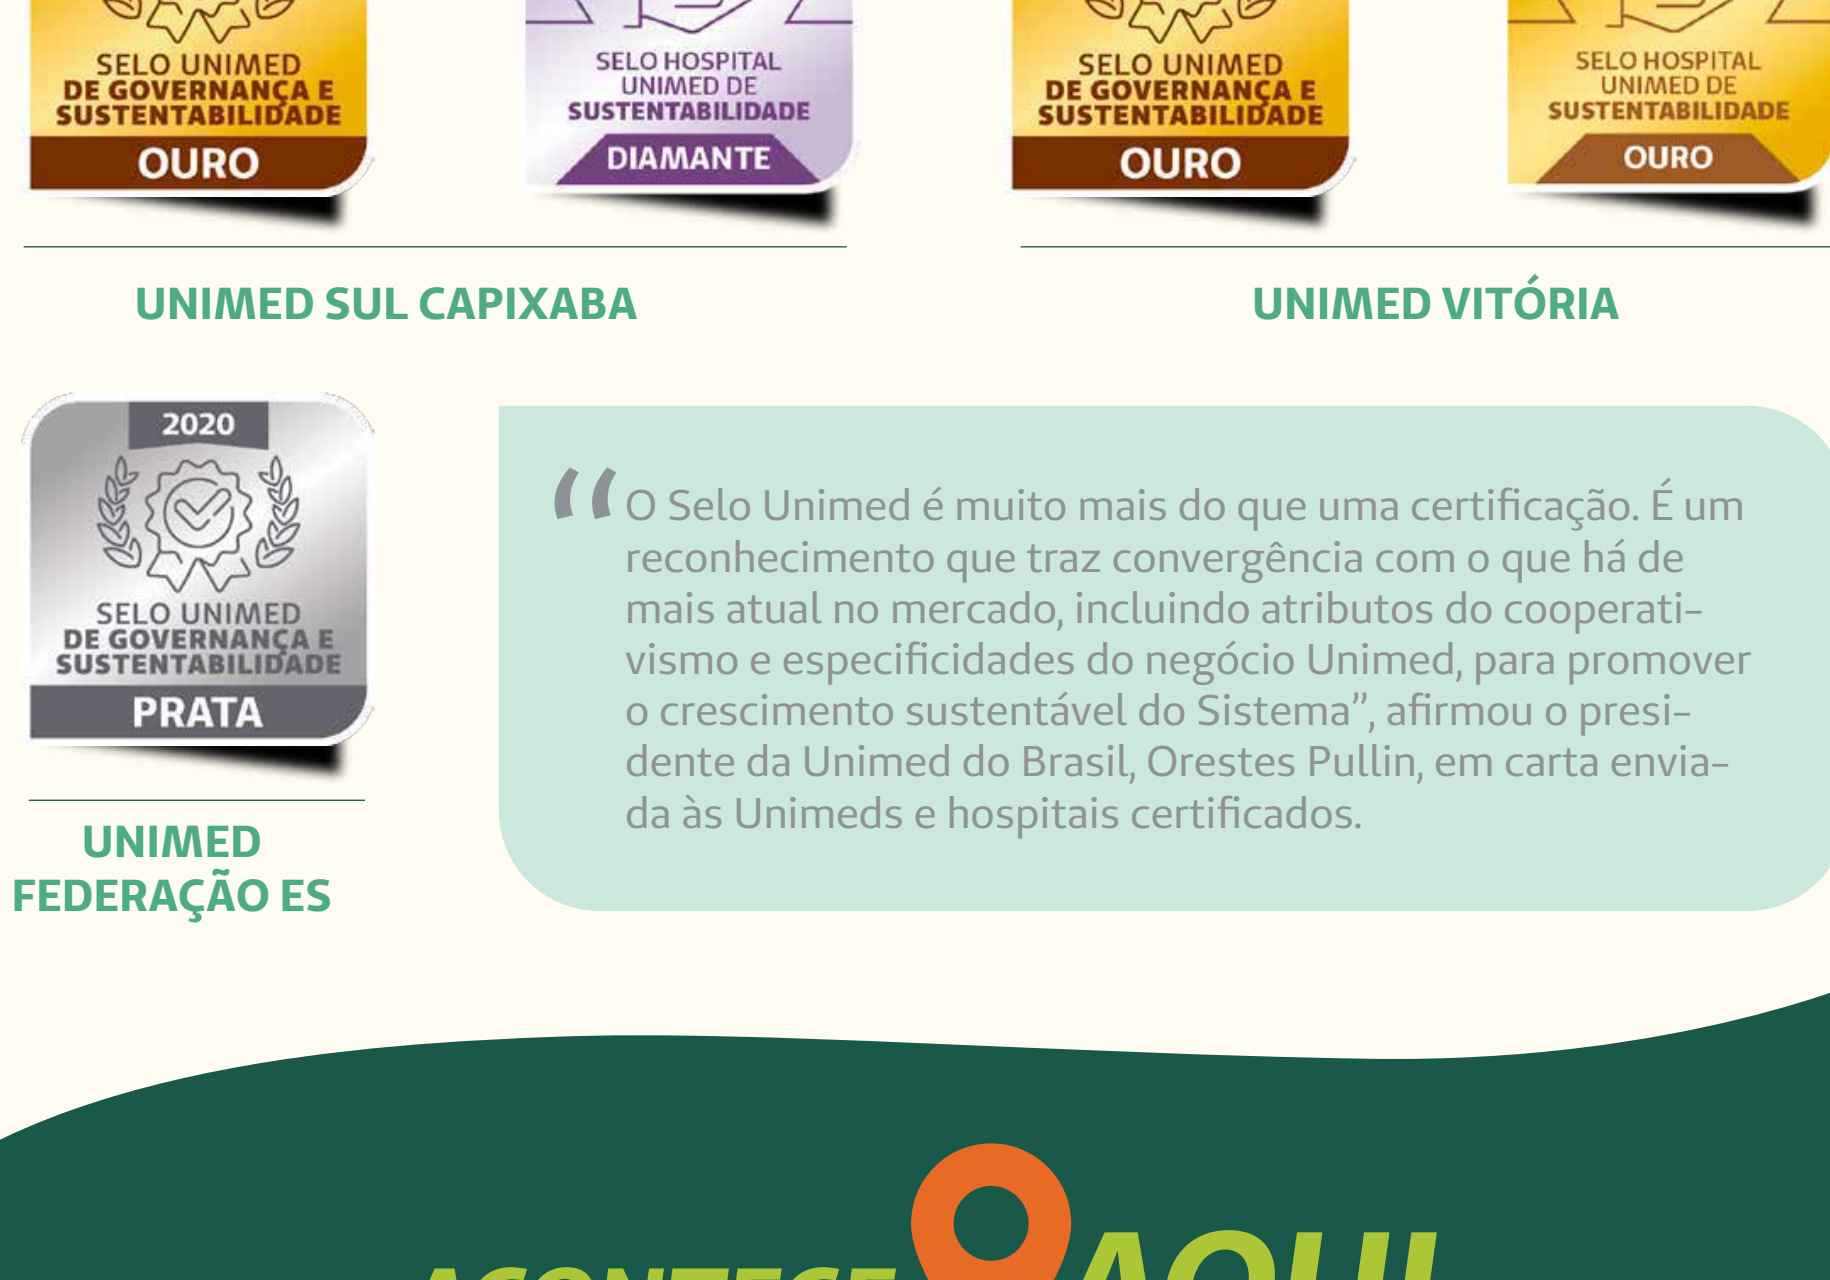 SELO UNIMED
DE GOVERNANÇA E
SUSTENTABILIDADE
OURO
SELO HOSPITAL
UNIMED DE
SUSTENTABILIDADE
DIAMANTE
UNIMED SUL CAPIXABA
SELO UNIMED
DE GOVERNANÇA E
SUSTENTABILIDADE
OURO
SELO HOSPITAL
UNIMED DE
SUSTENTABILIDADE
OURO
UNIMED VITÓRIA
2020
SELO UNIMED
DE GOVERNANÇA E
SUSTENTABILIDADE
PRATA
UNIMED
FEDERAÇÃO ES
“O Selo Unimed é muito mais do que uma certificação. É um
reconhecimento que traz convergência com o que há de
mais atual no mercado, incluindo atributos do cooperati-
vismo e especificidades do negócio Unimed, para promover
o crescimento sustentável do Sistema”, afirmou o presi-
dente da Unimed do Brasil, Orestes Pullin, em carta envia-
da às Unimeds e hospitais certificados.
ACONTECE AQUI